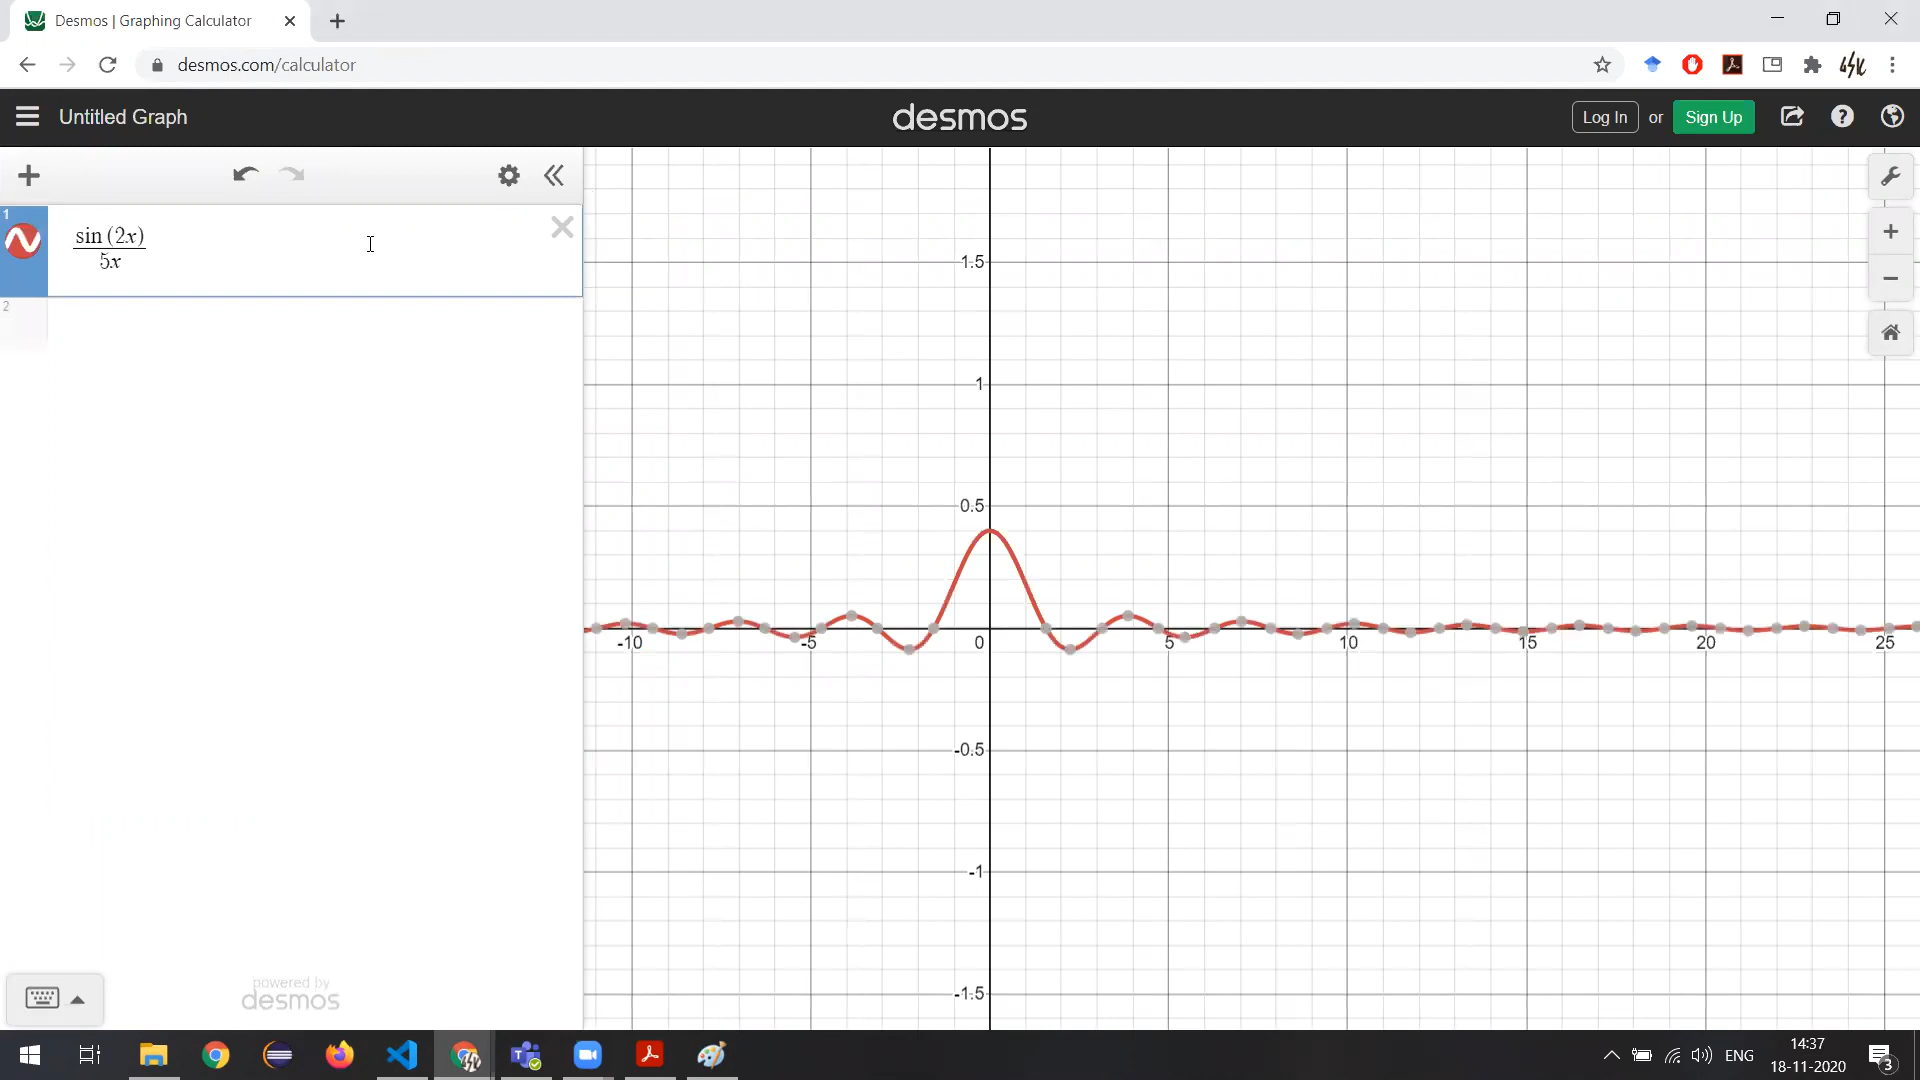 Desmos | Graphing Calculator
desmos.com/calculator
Untitled Graph
desmos
Log In or Sign Up
1
sin (2x)
5x
2
1.5
1
0.5
-10
-5
0
5
10
15
20
25
-0.5
-1
-1.5
powered by
desmos
ENG
14:37
18-11-2020
3